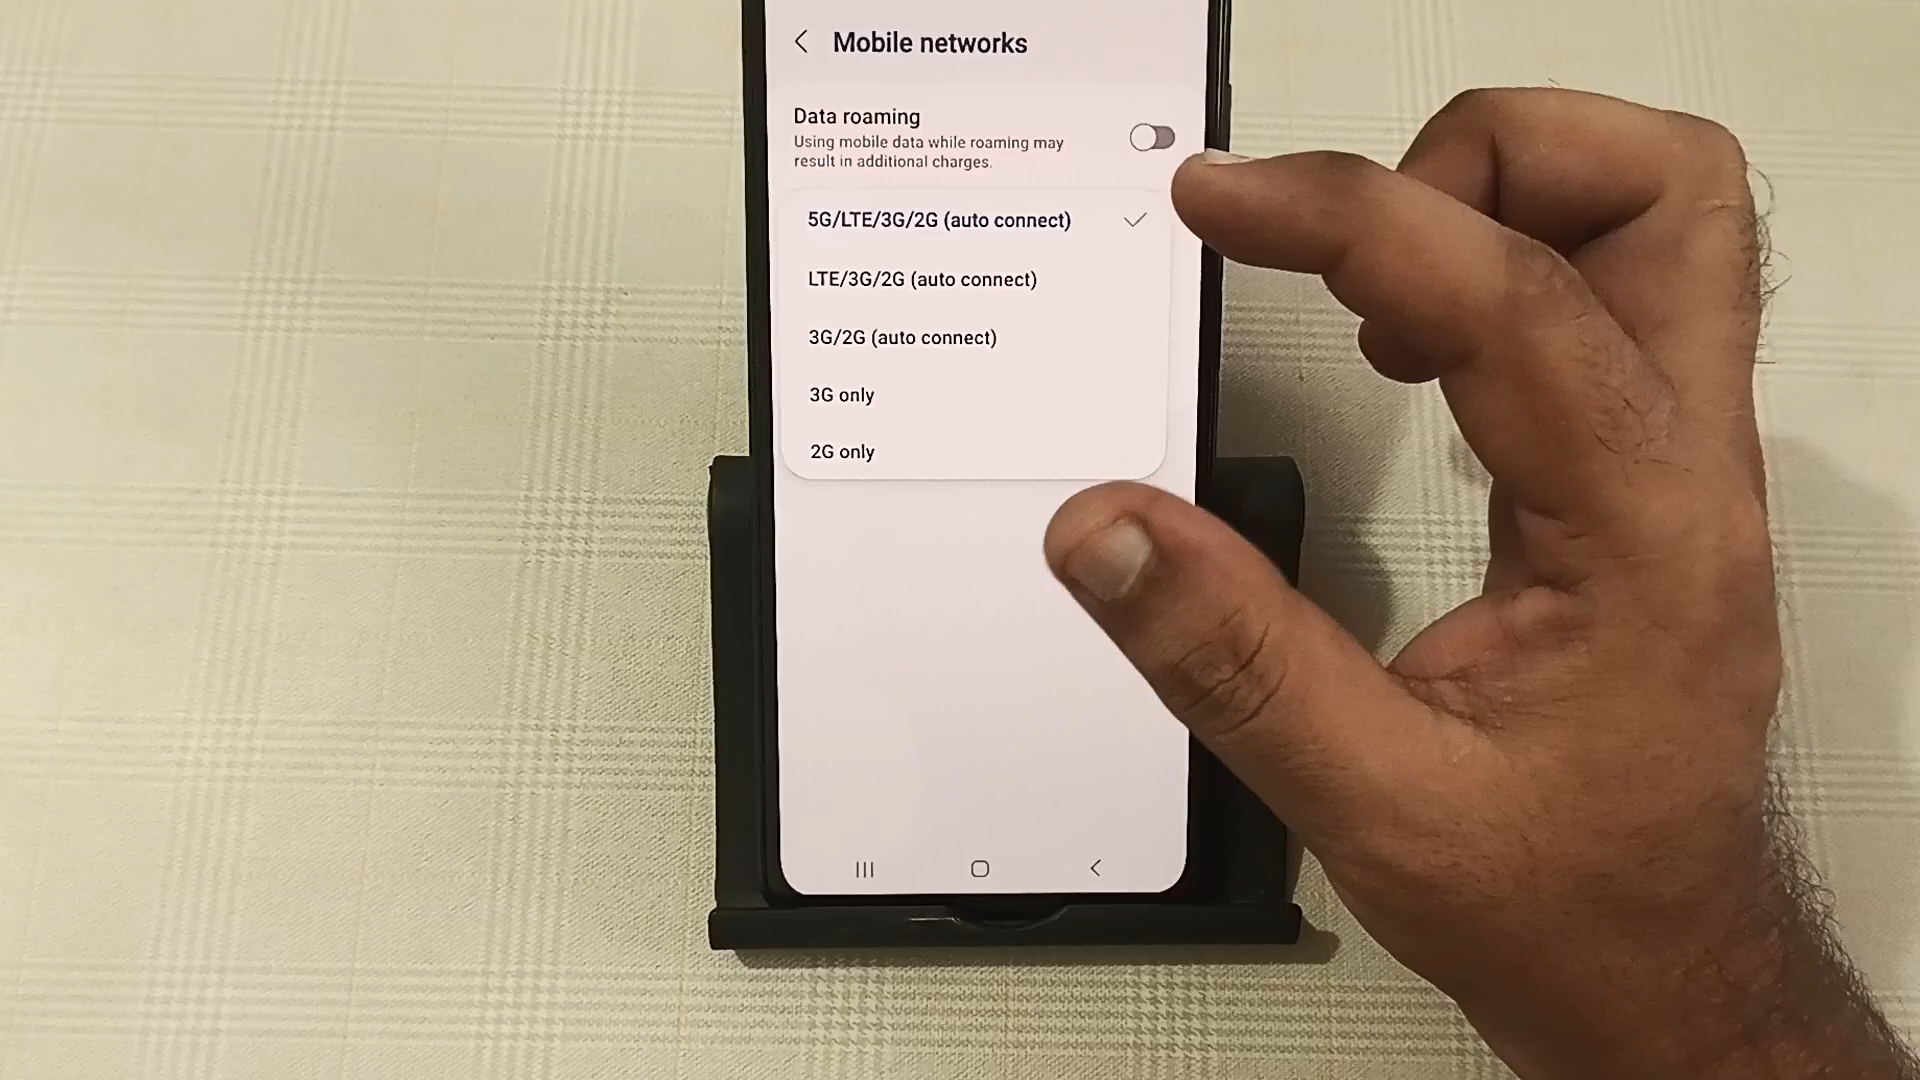 Mobile networks
Data roaming
Using mobile data while roaming may
result in additional charges.
5G/LTE/3G/2G (auto connect)
LTE/3G/2G (auto connect)
3G/2G (auto connect)
3G only
2G only